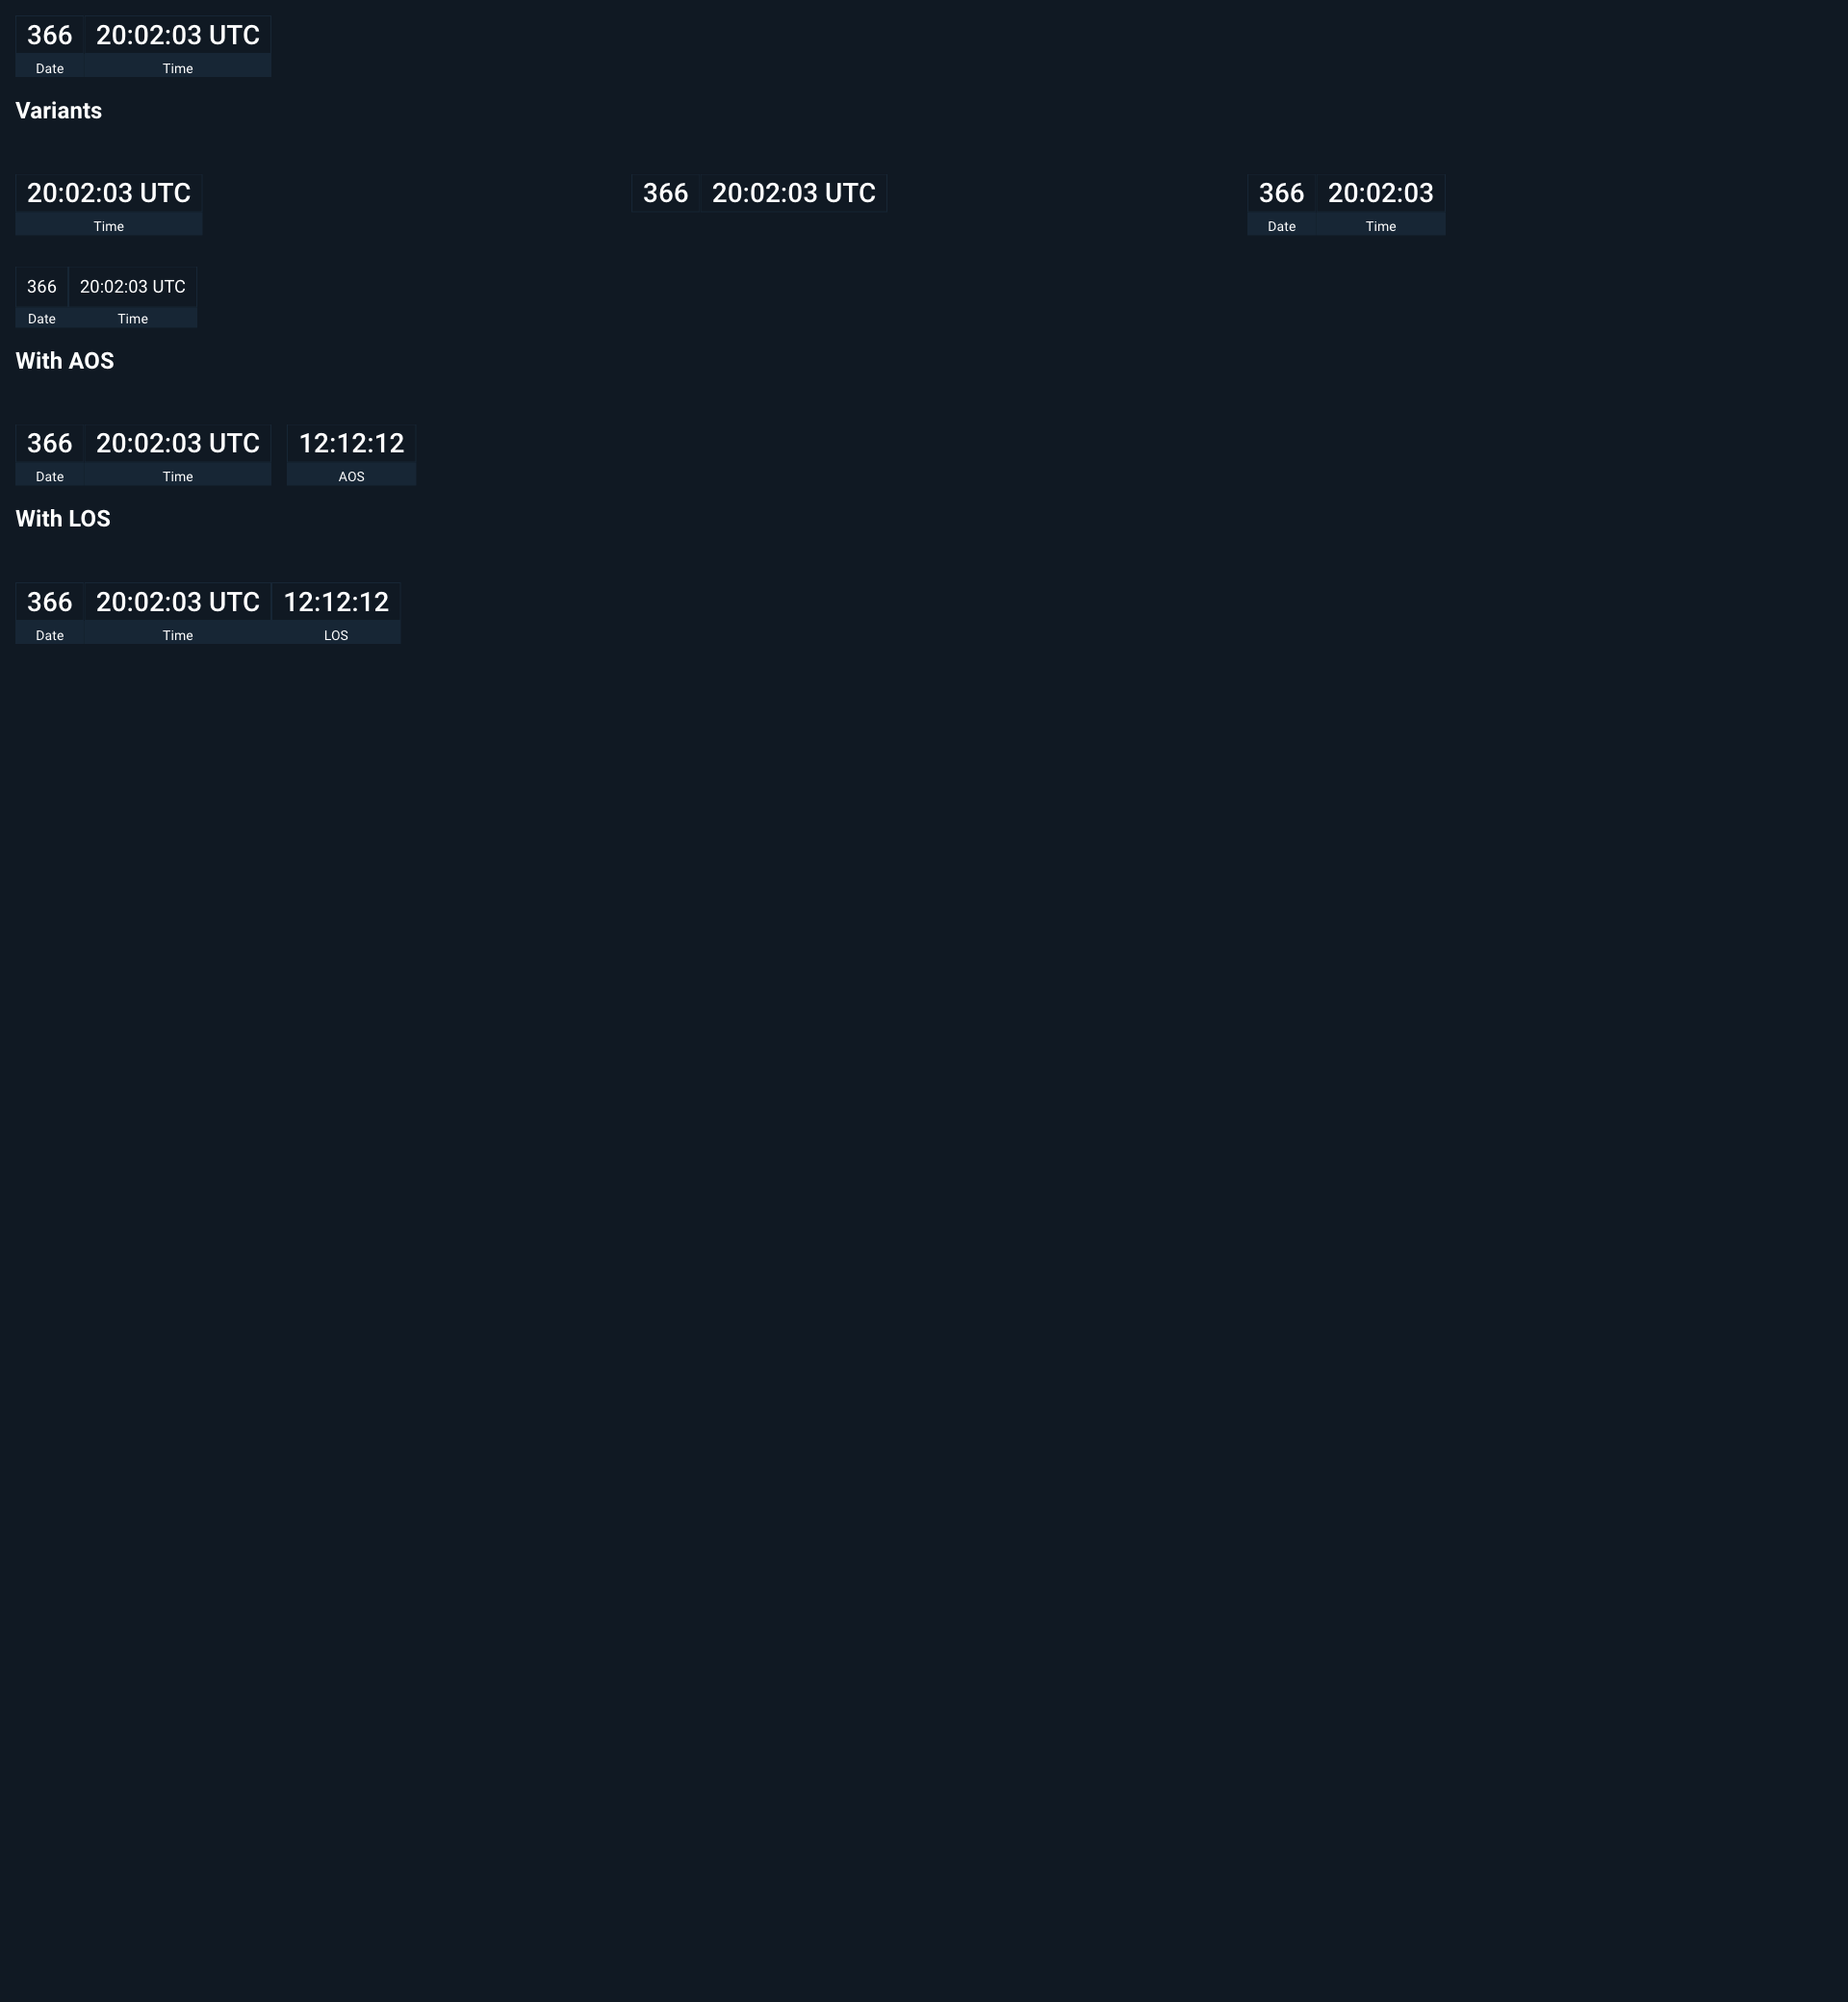 366 20:02:03 UTC
Date Time
Variants
20:02:03 UTC 366 20:02:03 UTC 366 20:02:03
Time Date Time
366 20:02:03 UTC
Date Time
With AOS
366 20:02:03 UTC 12:12:12
Date Time AOS
With LOS
366 20:02:03 UTC 12:12:12
Date Time LOS